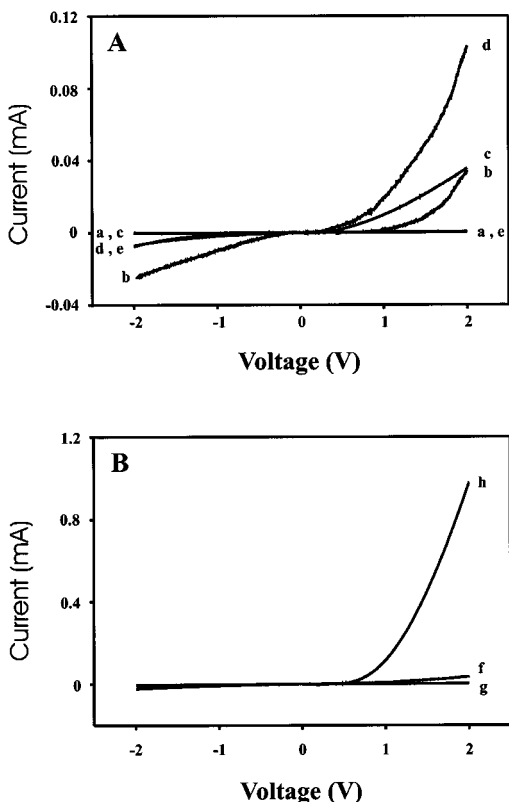 A
Current (mA)
0.12
0.08
0.04
0
-0.04
d
c
b
a , e
a , c
d , e
b
-2
-1
0
1
2
Voltage (V)
B
Current (mA)
1.2
0.8
0.4
0
h
f
g
-2
-1
0
1
2
Voltage (V)